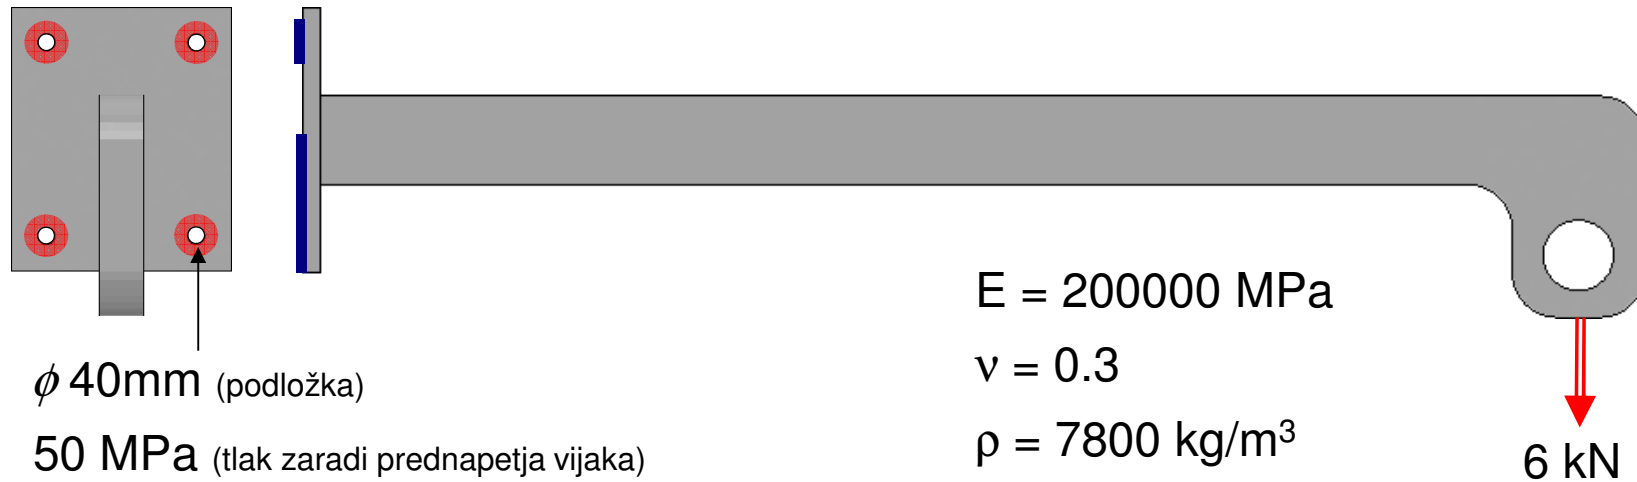 ϕ 40mm (podložka)
50 MPa (tlak zaradi prednapetja vijaka)
E = 200000 MPa
ν = 0.3
ρ = 7800 kg/m³
6 kN